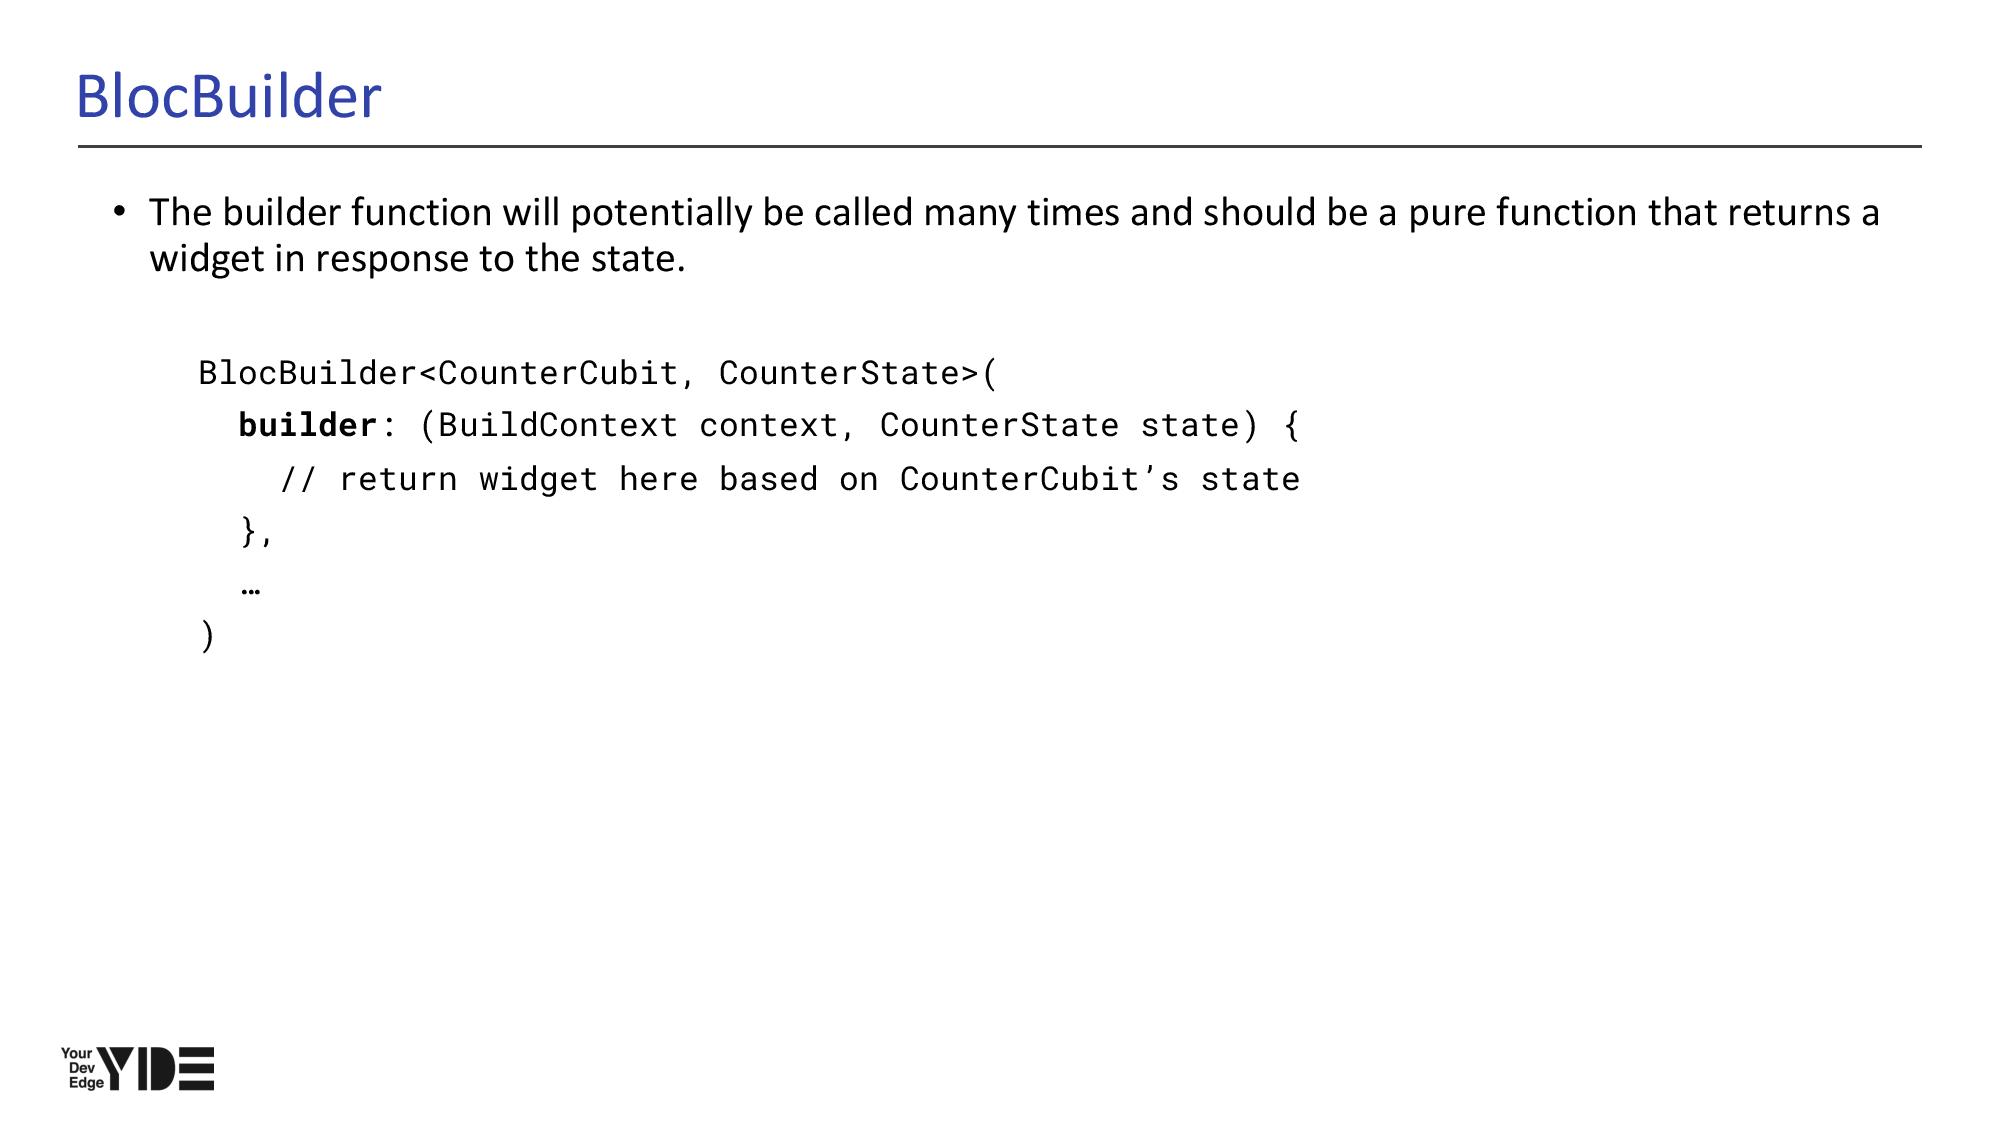 BlocBuilder
• The builder function will potentially be called many times and should be a pure function that returns a
widget in response to the state.
BlocBuilder<CounterCubit, CounterState>(
  builder: (BuildContext context, CounterState state) {
    // return widget here based on CounterCubit’s state
  },
  …
)
Your
Dev
Edge
YDE